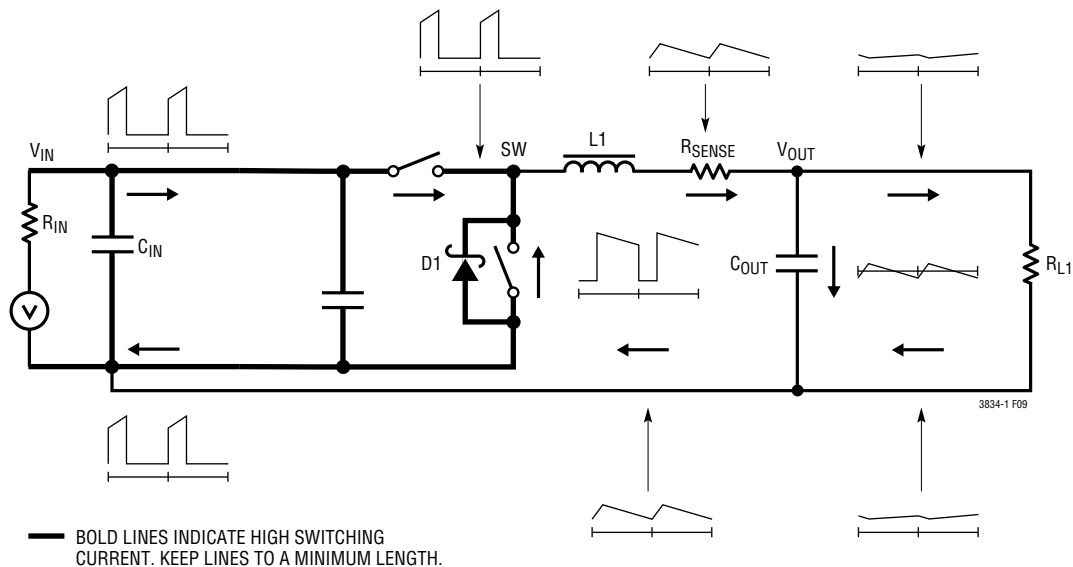 SW
L1
RSENSE
VOUT
VIN
RIN
CIN
D1
COUT
RL1
V
3834-1 F09
BOLD LINES INDICATE HIGH SWITCHING
CURRENT. KEEP LINES TO A MINIMUM LENGTH.